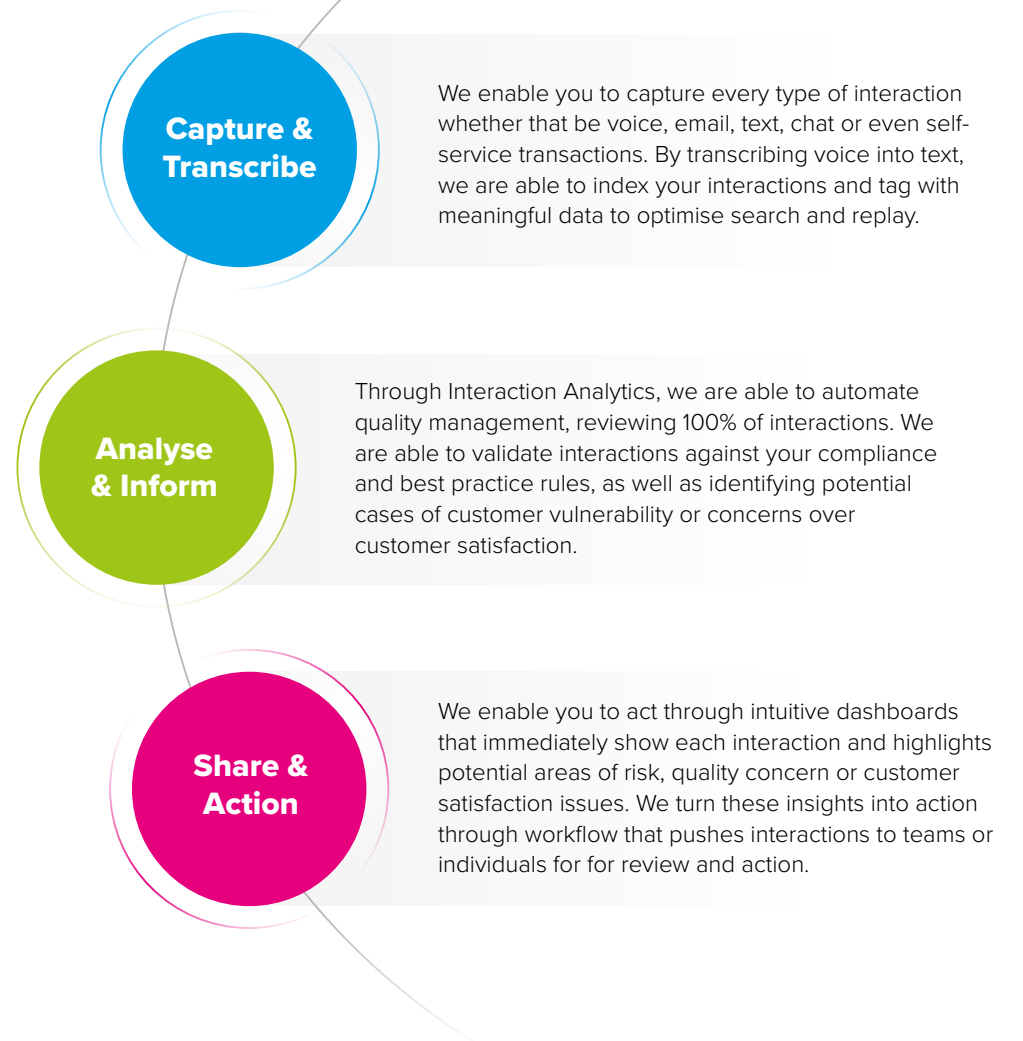 Capture &
Transcribe
We enable you to capture every type of interaction
whether that be voice, email, text, chat or even self-
service transactions. By transcribing voice into text,
we are able to index your interactions and tag with
meaningful data to optimise search and replay.
Analyse
& Inform
Through Interaction Analytics, we are able to automate
quality management, reviewing 100% of interactions. We
are able to validate interactions against your compliance
and best practice rules, as well as identifying potential
cases of customer vulnerability or concerns over
customer satisfaction.
Share &
Action
We enable you to act through intuitive dashboards
that immediately show each interaction and highlights
potential areas of risk, quality concern or customer
satisfaction issues. We turn these insights into action
through workflow that pushes interactions to teams or
individuals for for review and action.